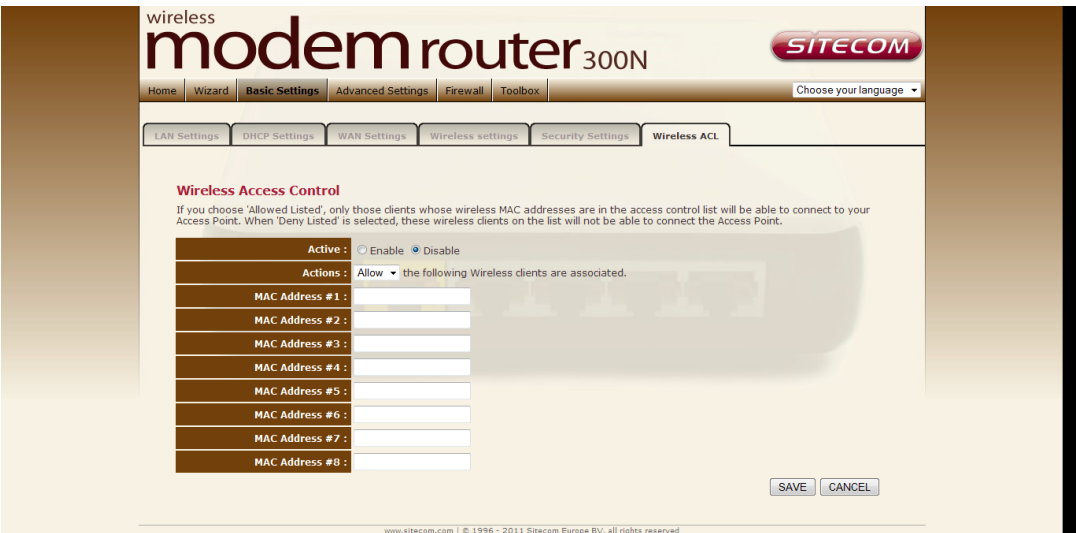 wireless
modem router 300N
SITECOM
Home Wizard Basic Settings Advanced Settings Firewall Toolbox Choose your language
LAN Settings DHCP Settings WAN Settings Wireless settings Security Settings Wireless ACL
Wireless Access Control
If you choose 'Allowed Listed', only those clients whose wireless MAC addresses are in the access control list will be able to connect to your
Access Point. When 'Deny Listed' is selected, these wireless clients on the list will not be able to connect the Access Point.
Active : Enable Disable
Actions : Allow the following Wireless clients are associated.
MAC Address #1 :
MAC Address #2 :
MAC Address #3 :
MAC Address #4 :
MAC Address #5 :
MAC Address #6 :
MAC Address #7 :
MAC Address #8 :
SAVE CANCEL
www.sitecom.com | © 1996 - 2011 Sitecom Europe BV, all rights reserved